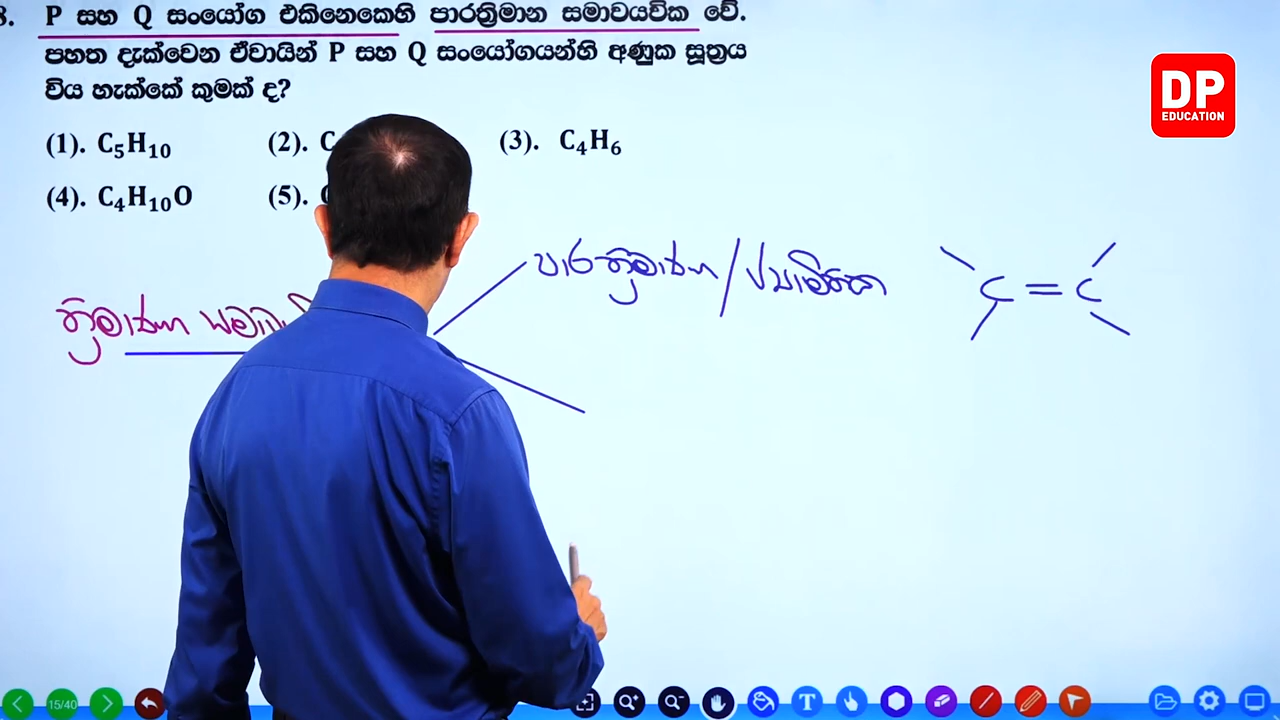 8. P සහ Q සංයෝග එකිනෙකෙහි පාරත්‍රිමාන සමාවයවික වේ.
පහත දැක්වෙන ඒවායින් P සහ Q සංයෝගයන්හි අණුක සූත්‍රය
විය හැක්කේ කුමක් ද?
(1). C₅H₁₀ (2). C (3). C₄H₆
(4). C₄H₁₀O (5).
DP
EDUCATION
පාරත්‍රිමාන / ජ්‍යාමිතික
C = C
ත්‍රිමාන
15/40
T